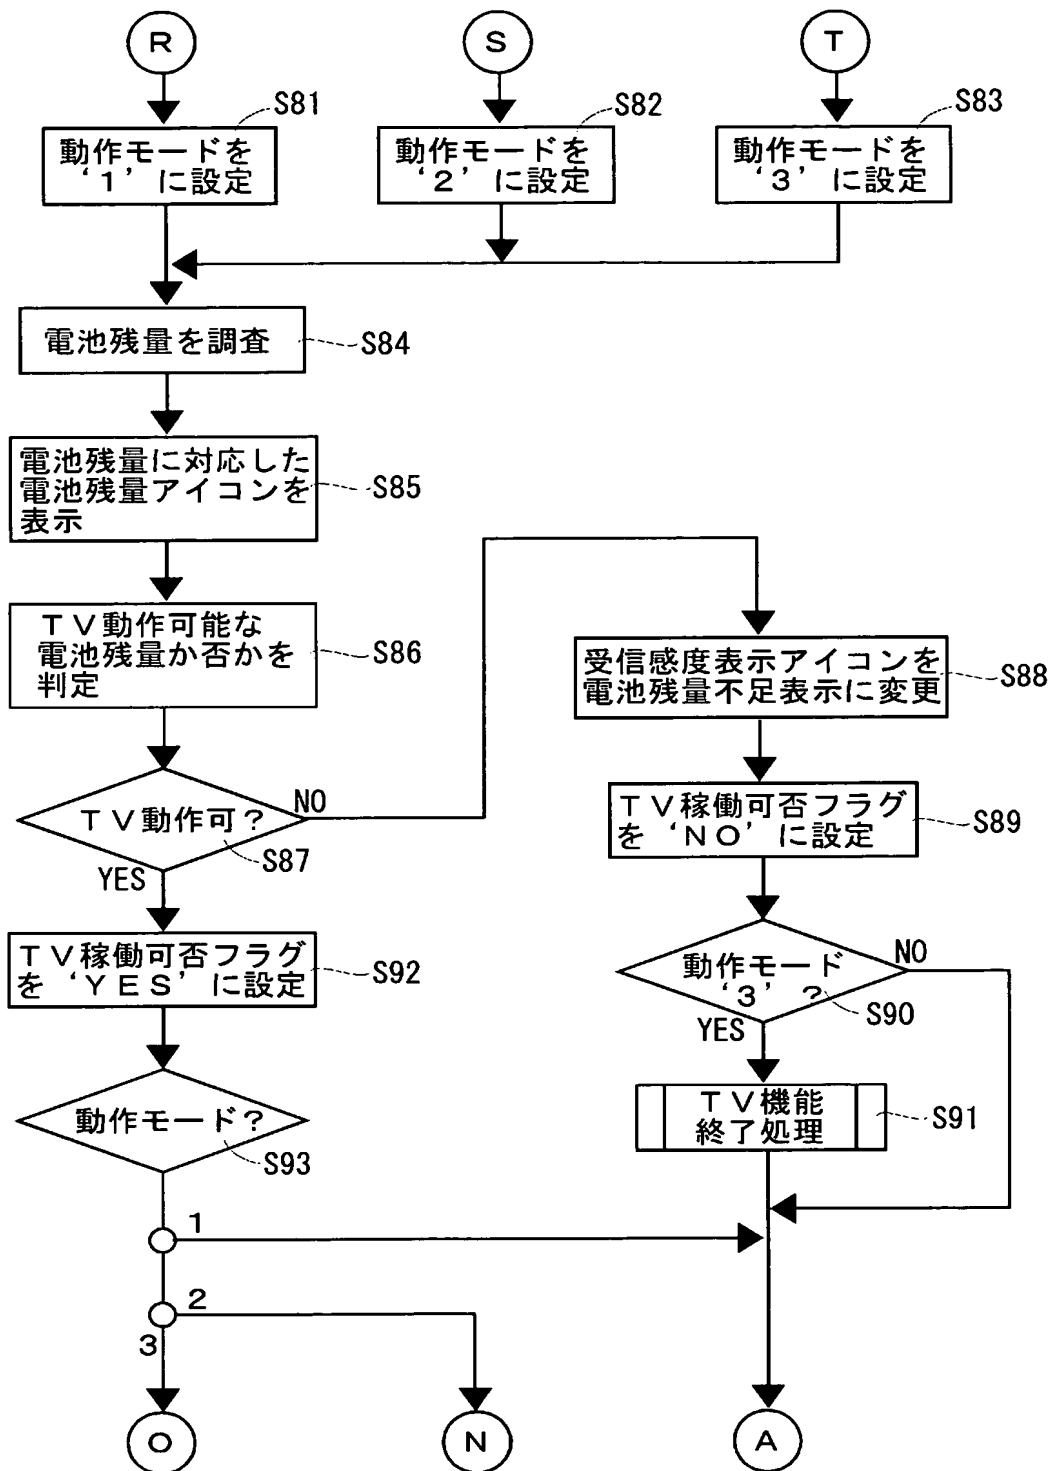 R
S
T
S81
S82
S83
動作モードを
‘1’に設定
動作モードを
‘2’に設定
動作モードを
‘3’に設定
電池残量を調査
S84
電池残量に対応した
電池残量アイコンを
表示
S85
TV動作可能な
電池残量か否かを
判定
S86
受信感度表示アイコンを
電池残量不足表示に変更
S88
TV動作可?
NO
S87
YES
TV稼働可否フラグ
を‘NO’に設定
S89
TV稼働可否フラグ
を‘YES’に設定
S92
動作モード
‘3’?
NO
S90
YES
動作モード?
S93
TV機能
終了処理
S91
1
2
3
O
N
A